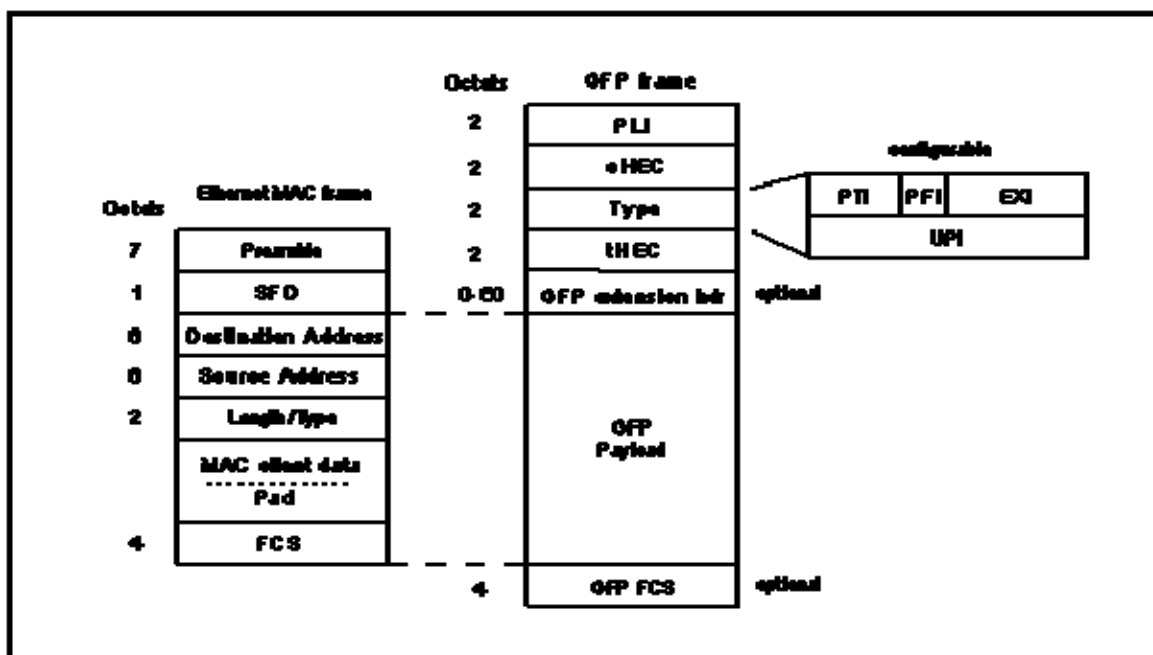 Octets
GFP frame
2 PLI
2 cHEC
2 Type
2 tHEC
0-60 GFP extension hdr optional
GFP
Payload
4 GFP FCS optional
configurable
PTI PFI EXI
UPI
Ethernet MAC frame
Octets
7 Preamble
1 SFD
6 Destination Address
6 Source Address
2 Length/Type
MAC client data
Pad
4 FCS